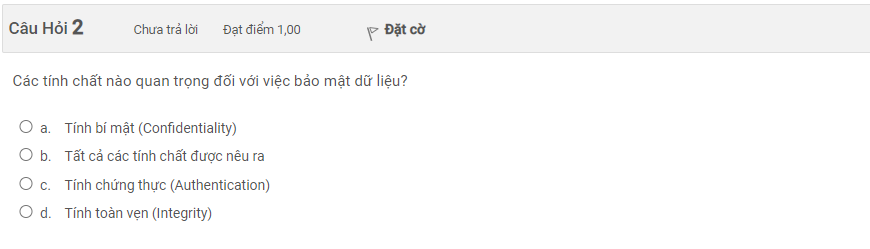 Câu Hỏi 2 Chưa trả lời Đạt điểm 1,00 Đặt cờ
Các tính chất nào quan trọng đối với việc bảo mật dữ liệu?
a. Tính bí mật (Confidentiality)
b. Tất cả các tính chất được nêu ra
c. Tính chứng thực (Authentication)
d. Tính toàn vẹn (Integrity)